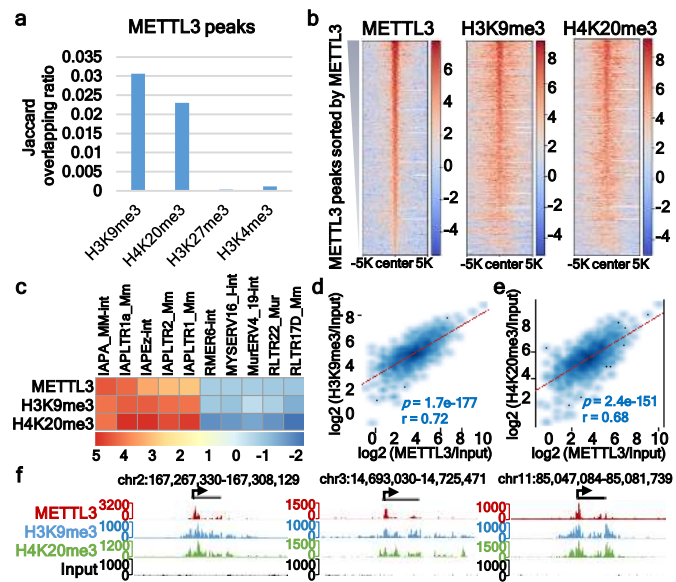 a
METTL3 peaks
Jaccard
overlapping ratio
0.035
0.03
0.025
0.02
0.015
0.01
0.005
0
H3K9me3
H4K20me3
H3K27me3
H3K4me3
b
METTL3 H3K9me3 H4K20me3
METTL3 peaks sorted by METTL3
6
4
2
0
-2
-4
8
6
4
2
0
-2
-4
8
6
4
2
0
-2
-4
-5K center 5K -5K center 5K -5K center 5K
c
IAPA_MM-int
IAPLTR1a_Mm
IAPEz-int
IAPLTR2_Mm
IAPLTR1_Mm
RMER6-int
MYSERV16_I-int
MurERV4_19-int
RLTR22_Mur
RLTR17D_Mm
METTL3
H3K9me3
H4K20me3
5 4 3 2 1 0 -1 -2
d
log2 (H3K9me3/Input)
8
6
4
2
0
p = 1.7e-177
r = 0.72
0 2 4 6 8 10
log2 (METTL3/Input)
e
log2 (H4K20me3/Input)
8
6
4
2
0
p = 2.4e-151
r = 0.68
0 2 4 6 8 10
log2 (METTL3/Input)
f
chr2:167,267,330-167,308,129 chr3:14,693,030-14,725,471 chr11:85,047,084-85,081,739
METTL3 3200 0 1500 0 1000 0
H3K9me3 1000 0 1000 0 1000 0
H4K20me3 1200 0 1500 0 1500 0
Input 1000 0 1000 0 1000 0